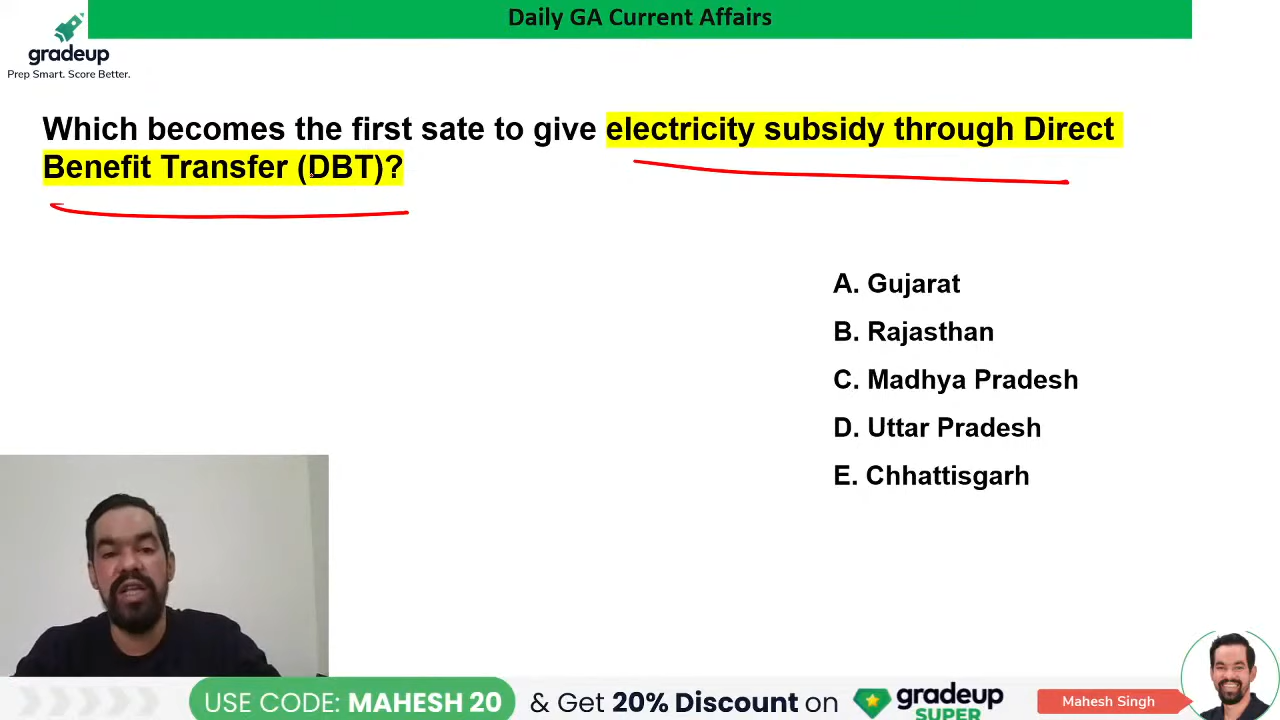 Daily GA Current Affairs
gradeup
Prep Smart. Score Better.
Which becomes the first sate to give electricity subsidy through Direct
Benefit Transfer (DBT)?
A. Gujarat
B. Rajasthan
C. Madhya Pradesh
D. Uttar Pradesh
E. Chhattisgarh
USE CODE: MAHESH 20 & Get 20% Discount on gradeup
SUPER
Mahesh Singh